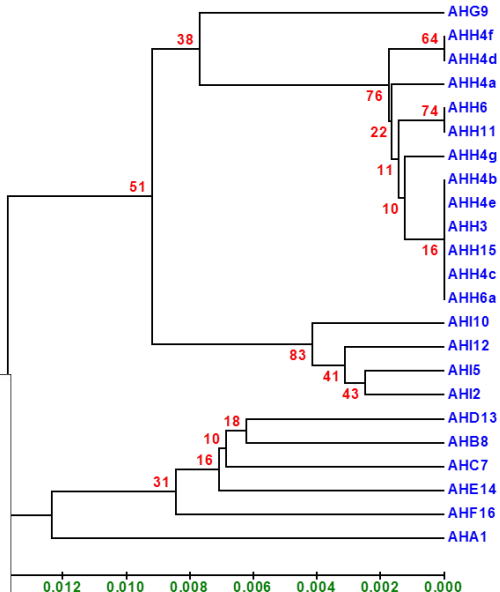 AHG9
38
64
AHH4f
AHH4d
76
AHH4a
74
AHH6
22
AHH11
11
AHH4g
51
AHH4b
10
AHH4e
AHH3
16
AHH15
AHH4c
AHH6a
AHI10
83
AHI12
41
AHI5
43
AHI2
18
AHD13
10
AHB8
16
AHC7
31
AHE14
AHF16
AHA1
0.012 0.010 0.008 0.006 0.004 0.002 0.000